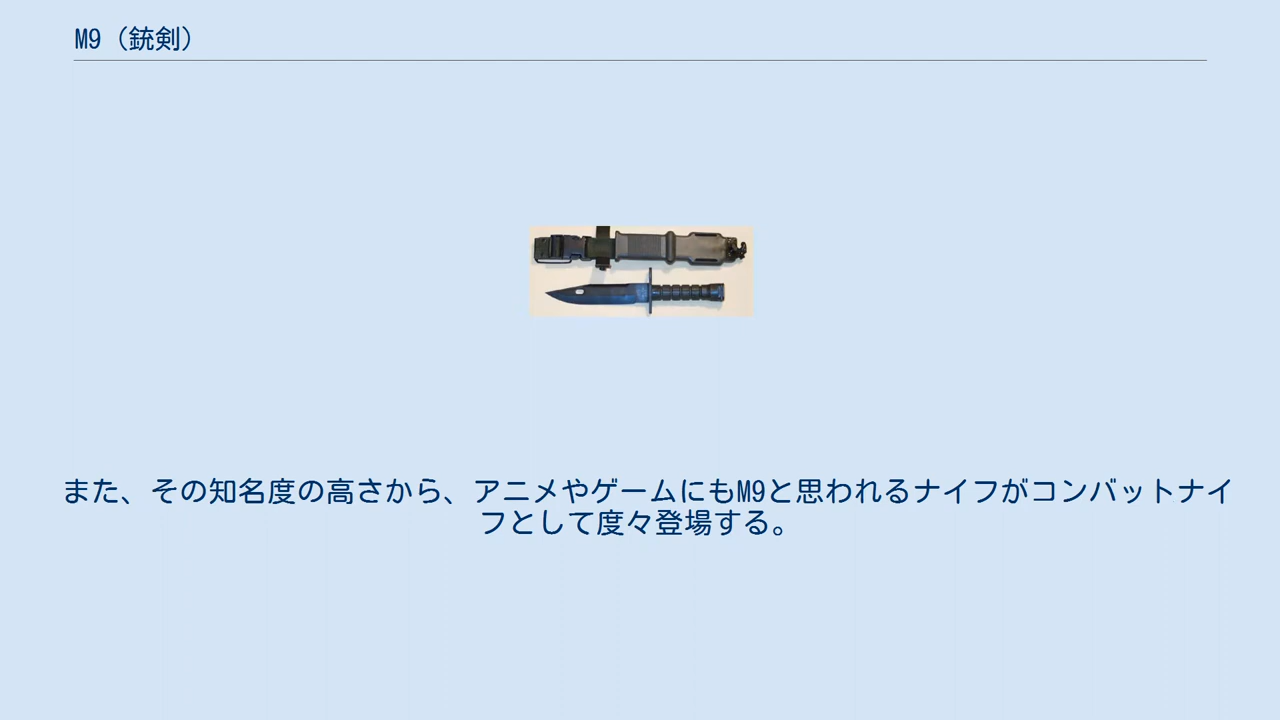 M9（銃剣）
また、その知名度の高さから、アニメやゲームにもM9と思われるナイフがコンバットナイ
フとして度々登場する。